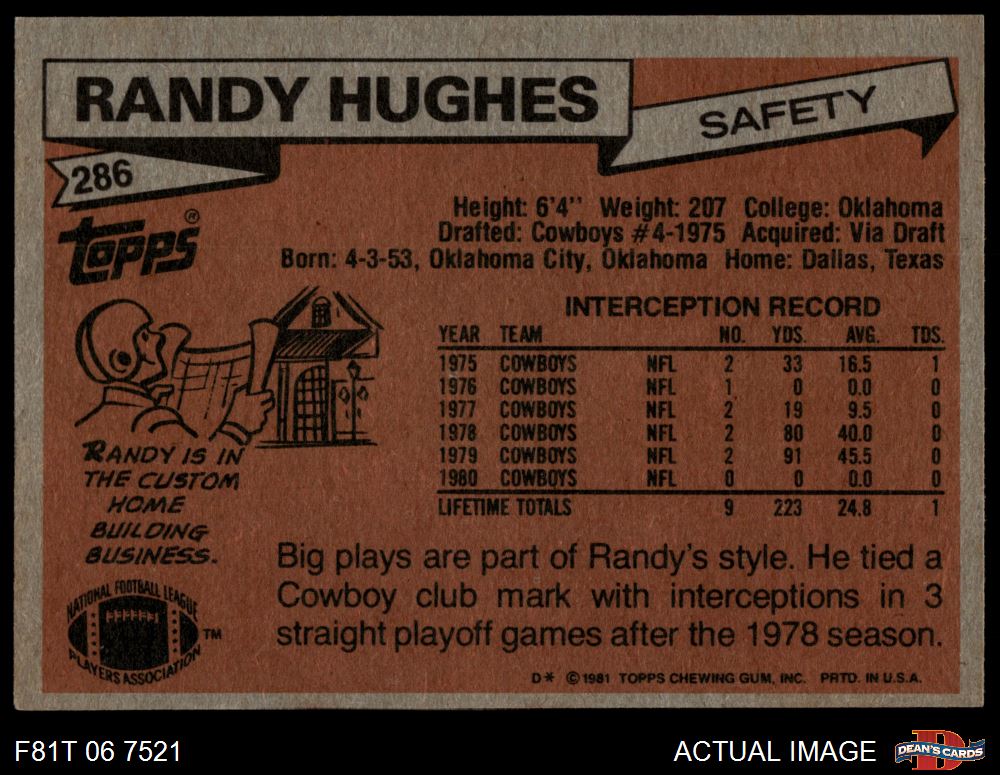 RANDY HUGHES
SAFETY
286
TOPPS®
Height: 6'4" Weight: 207 College: Oklahoma
Drafted: Cowboys #4-1975 Acquired: Via Draft
Born: 4-3-53, Oklahoma City, Oklahoma Home: Dallas, Texas
INTERCEPTION RECORD
YEAR TEAM NO. YDS. AVG. TDS.
1975 COWBOYS NFL 2 33 16.5 1
1976 COWBOYS NFL 1 0 0.0 0
1977 COWBOYS NFL 2 19 9.5 0
1978 COWBOYS NFL 2 80 40.0 0
1979 COWBOYS NFL 2 91 45.5 0
1980 COWBOYS NFL 0 0 0.0 0
LIFETIME TOTALS 9 223 24.8 1
RANDY IS IN
THE CUSTOM
HOME
BUILDING
BUSINESS.
Big plays are part of Randy's style. He tied a
Cowboy club mark with interceptions in 3
straight playoff games after the 1978 season.
NATIONAL FOOTBALL LEAGUE
PLAYERS ASSOCIATION
TM
D* ©1981 TOPPS CHEWING GUM, INC. PRTD. IN U.S.A.
F81T 06 7521
ACTUAL IMAGE
D
DEAN'S CARDS